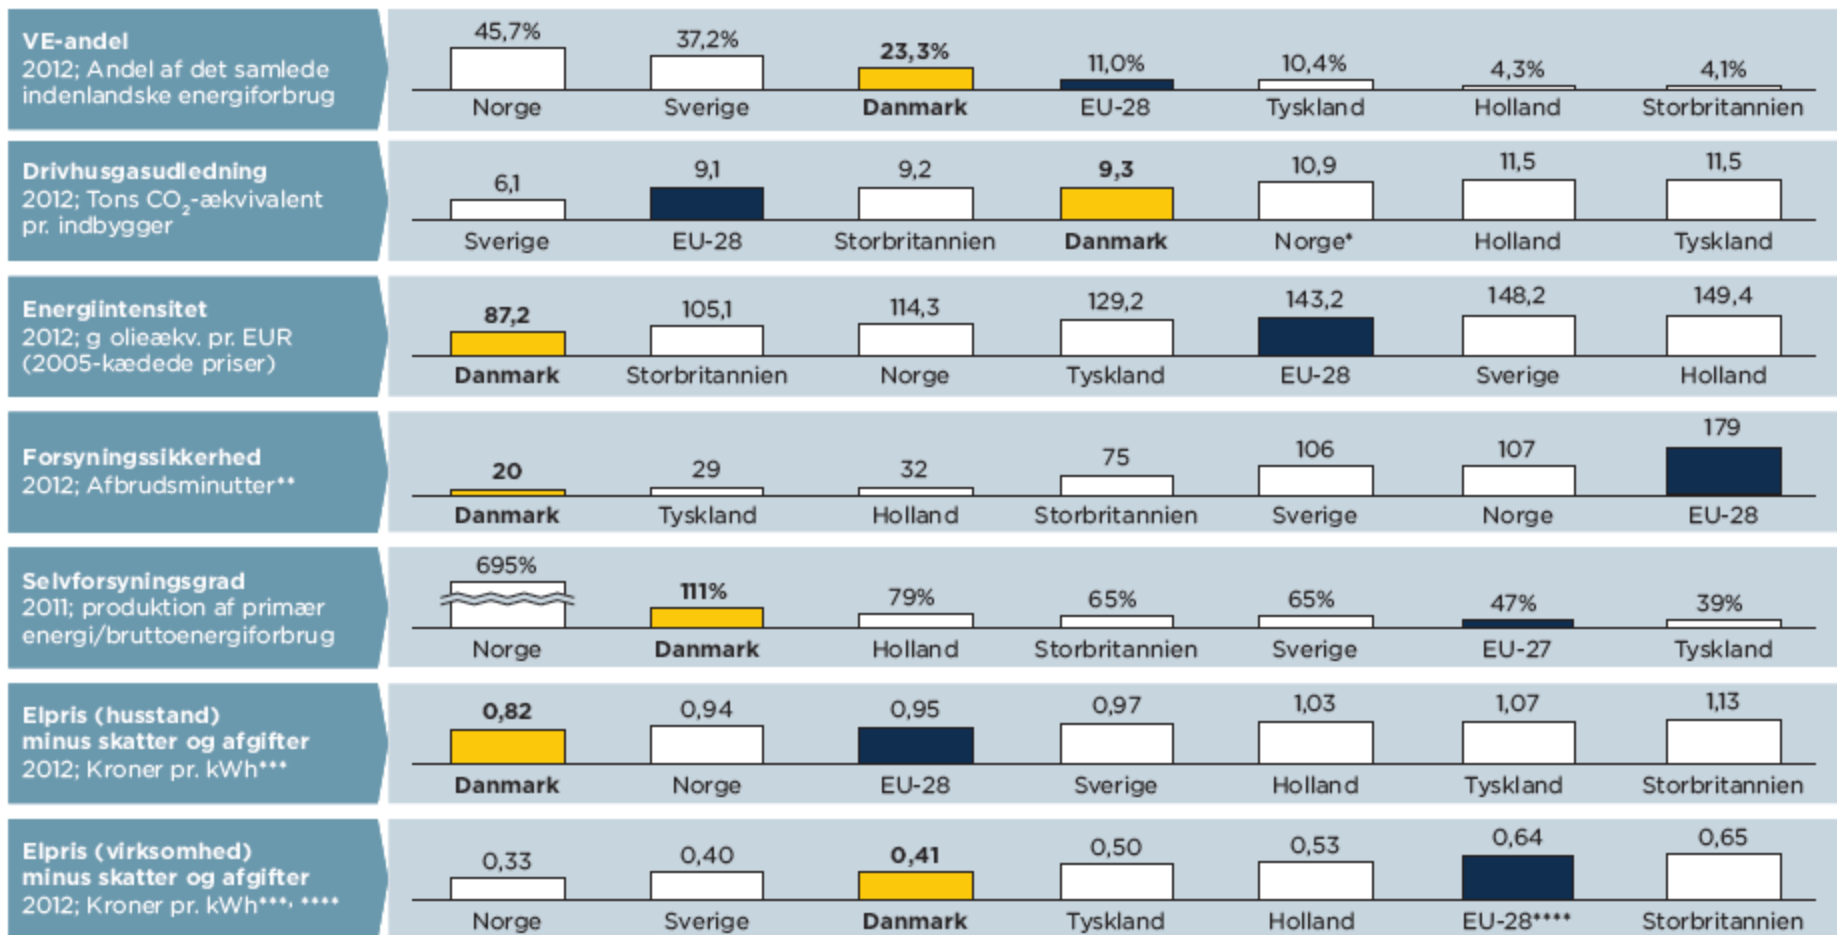 VE-andel
2012; Andel af det samlede
indenlandske energiforbrug
45,7% 37,2% 23,3% 11,0% 10,4% 4,3% 4,1%
Norge Sverige Danmark EU-28 Tyskland Holland Storbritannien
Drivhusgasudledning
2012; Tons CO₂-ækvivalent
pr. indbygger
6,1 9,1 9,2 9,3 10,9 11,5 11,5
Sverige EU-28 Storbritannien Danmark Norge* Holland Tyskland
Energiintensitet
2012; g olieækv. pr. EUR
(2005-kædede priser)
87,2 105,1 114,3 129,2 143,2 148,2 149,4
Danmark Storbritannien Norge Tyskland EU-28 Sverige Holland
Forsyningssikkerhed
2012; Afbrudsminutter**
20 29 32 75 106 107 179
Danmark Tyskland Holland Storbritannien Sverige Norge EU-28
Selvforsyningsgrad
2011; produktion af primær
energi/bruttoenergiforbrug
695% 111% 79% 65% 65% 47% 39%
Norge Danmark Holland Storbritannien Sverige EU-27 Tyskland
Elpris (husstand)
minus skatter og afgifter
2012; Kroner pr. kWh***
0,82 0,94 0,95 0,97 1,03 1,07 1,13
Danmark Norge EU-28 Sverige Holland Tyskland Storbritannien
Elpris (virksomhed)
minus skatter og afgifter
2012; Kroner pr. kWh***, ****
0,33 0,40 0,41 0,50 0,53 0,64 0,65
Norge Sverige Danmark Tyskland Holland EU-28**** Storbritannien